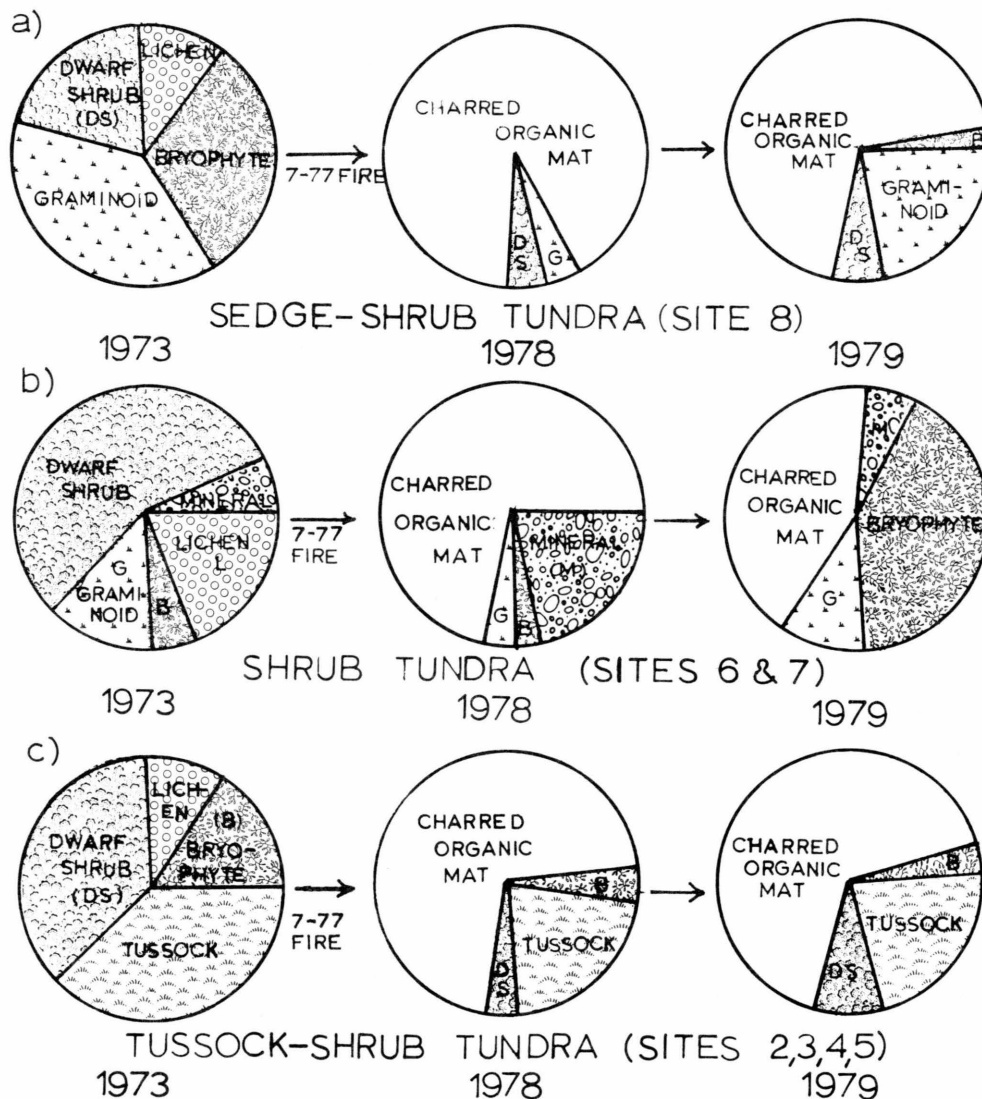 a)
LICHEN
DWARF
SHRUB
(DS)
BRYOPHYTE
GRAMINOID
7-77 FIRE
CHARRED
ORGANIC
MAT
D
S
G
CHARRED
ORGANIC
MAT
B
GRAMI-
NOID
D
S
SEDGE-SHRUB TUNDRA (SITE 8)
1973
1978
1979
b)
DWARF
SHRUB
MINERAL
LICHEN
L
G
GRAMI
NOID
B
7-77
FIRE
CHARRED
ORGANIC
MAT
MINERAL
(M)
G
B
M
CHARRED
ORGANIC
MAT
BRYOPHYTE
G
SHRUB TUNDRA (SITES 6 & 7)
1973
1978
1979
c)
LICH-
EN
DWARF
SHRUB
(DS)
(B)
BRYO-
PHYTE
TUSSOCK
7-77
FIRE
CHARRED
ORGANIC
MAT
B
TUSSOCK
D
S
CHARRED
ORGANIC
MAT
B
TUSSOCK
DS
TUSSOCK-SHRUB TUNDRA (SITES 2,3,4,5)
1973
1978
1979